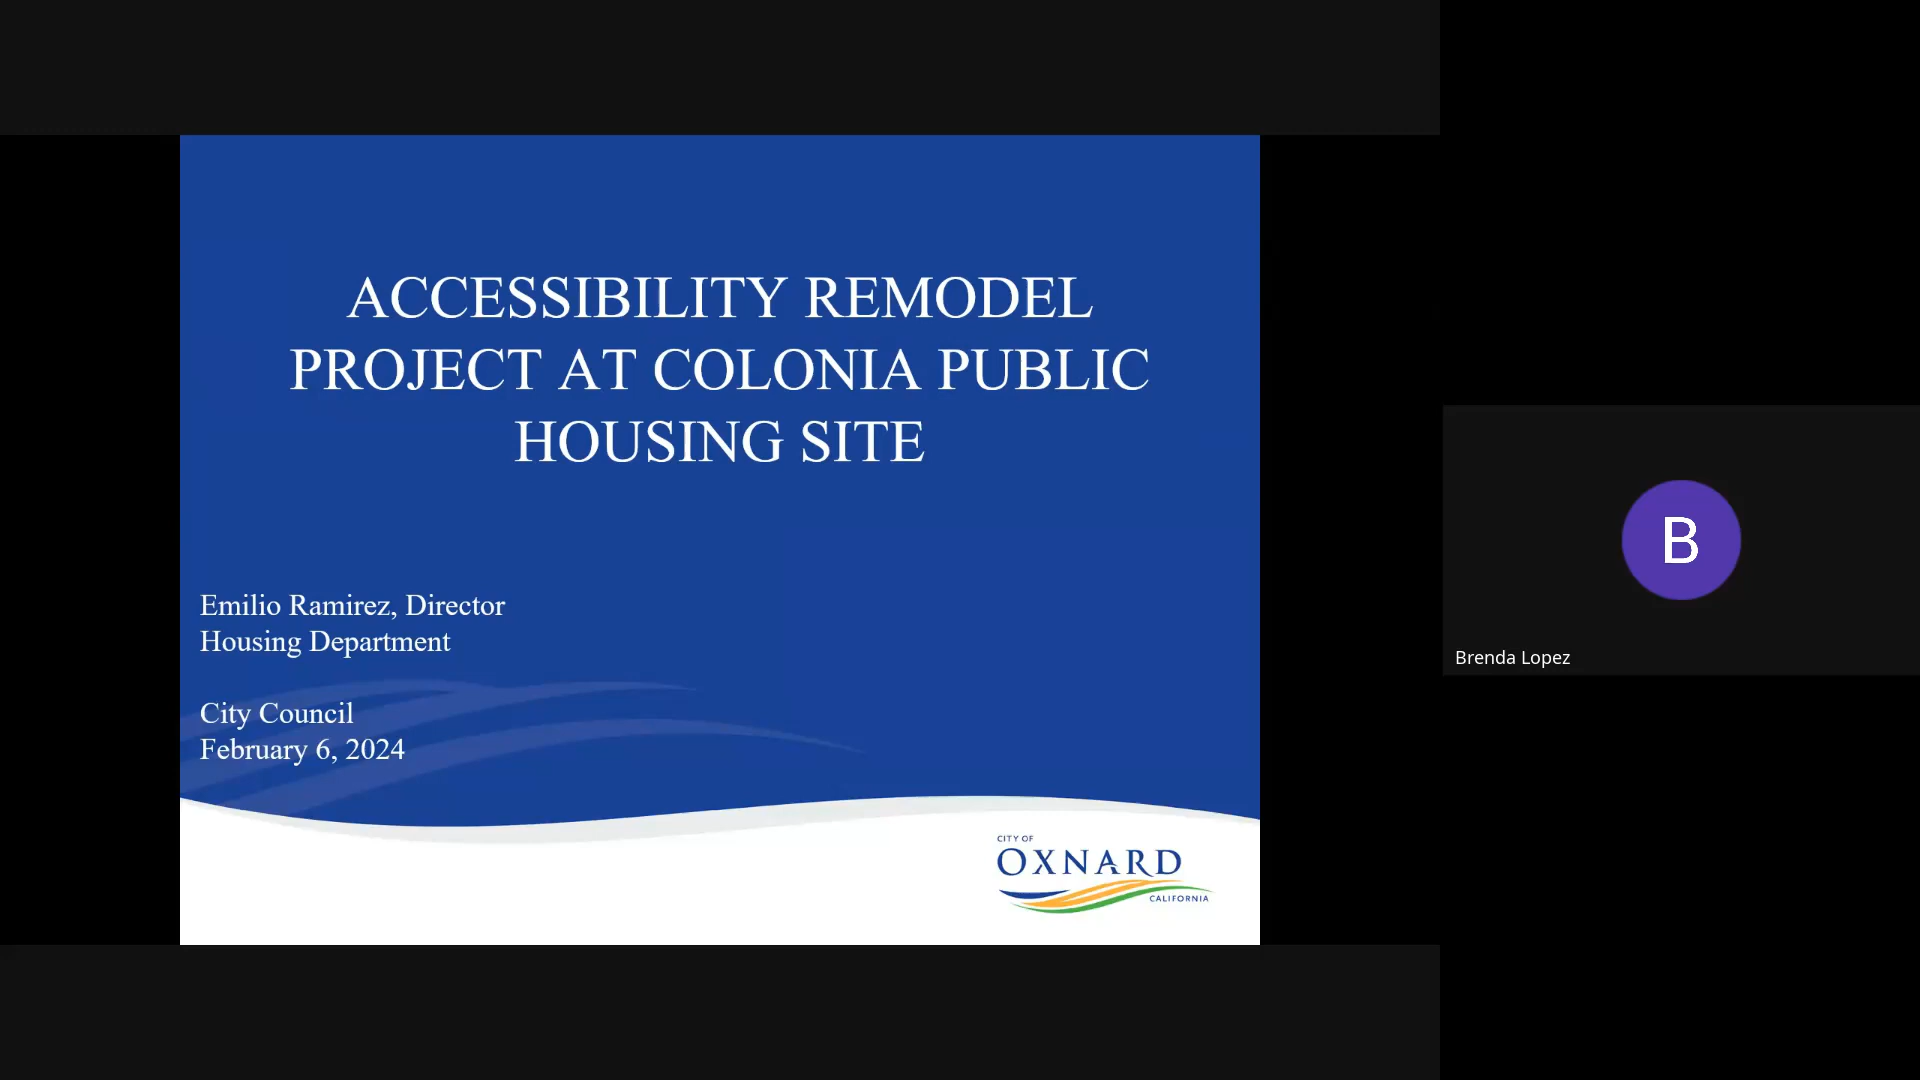 ACCESSIBILITY REMODEL
PROJECT AT COLONIA PUBLIC
HOUSING SITE
Emilio Ramirez, Director
Housing Department
City Council
February 6, 2024
CITY OF
OXNARD
CALIFORNIA
B
Brenda Lopez